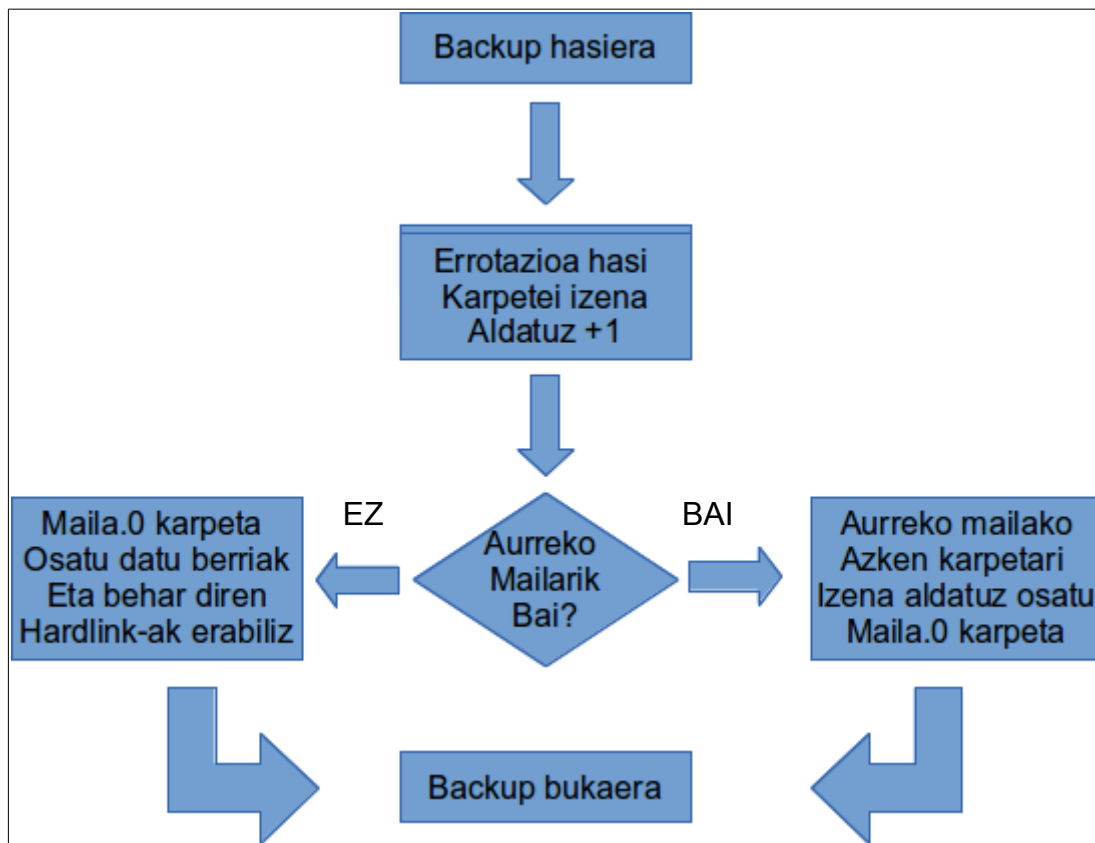 Backup hasiera
Errotazioa hasi
Karpetei izena
Aldatuz +1
EZ
BAI
Maila.0 karpeta
Osatu datu berriak
Eta behar diren
Hardlink-ak erabiliz
Aurreko
Mailarik
Bai?
Aurreko mailako
Azken karpetari
Izena aldatuz osatu
Maila.0 karpeta
Backup bukaera